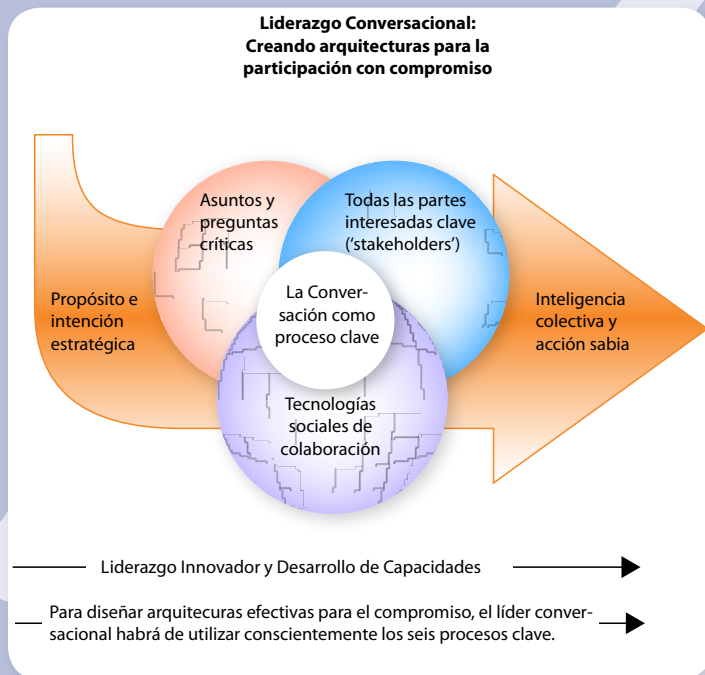 Liderazgo Conversacional:
Creando arquitecturas para la
participación con compromiso
Asuntos y
preguntas
críticas
Todas las partes
interesadas clave
(‘stakeholders’)
Propósito e
intención
estratégica
La Conver-
sación como
proceso clave
Inteligencia
colectiva y
acción sabia
Tecnologías
sociales de
colaboración
Liderazgo Innovador y Desarrollo de Capacidades
Para diseñar arquitecuras efectivas para el compromiso, el líder conver-
sacional habrá de utilizar conscientemente los seis procesos clave.